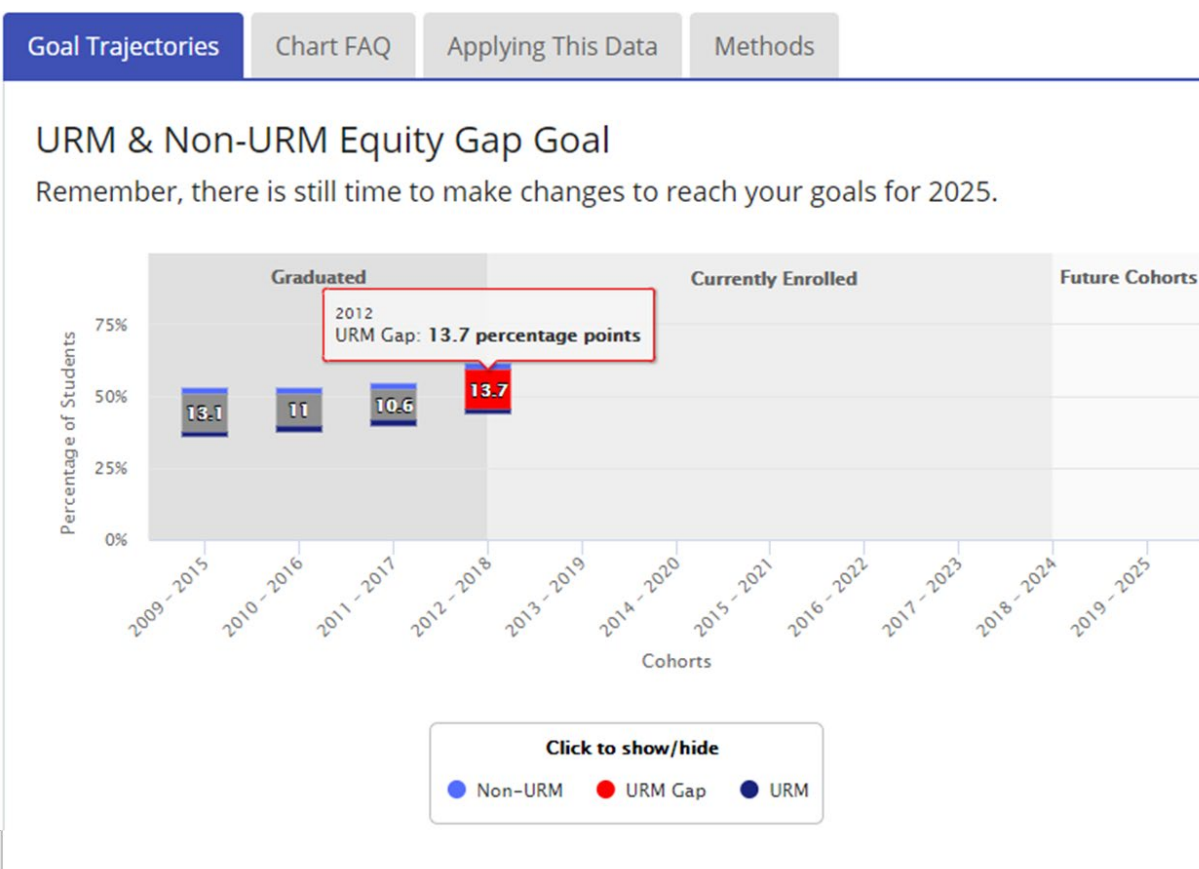 Goal Trajectories
Chart FAQ
Applying This Data
Methods
URM & Non-URM Equity Gap Goal
Remember, there is still time to make changes to reach your goals for 2025.
Graduated
Currently Enrolled
Future Cohorts
2012
URM Gap: 13.7 percentage points
Percentage of Students
75%
50%
25%
0%
13.1
11
10.6
13.7
2009 - 2015
2010 - 2016
2011 - 2017
2012 - 2018
2013 - 2019
2014 - 2020
2015 - 2021
2016 - 2022
2017 - 2023
2018 - 2024
2019 - 2025
Cohorts
Click to show/hide
Non-URM
URM Gap
URM